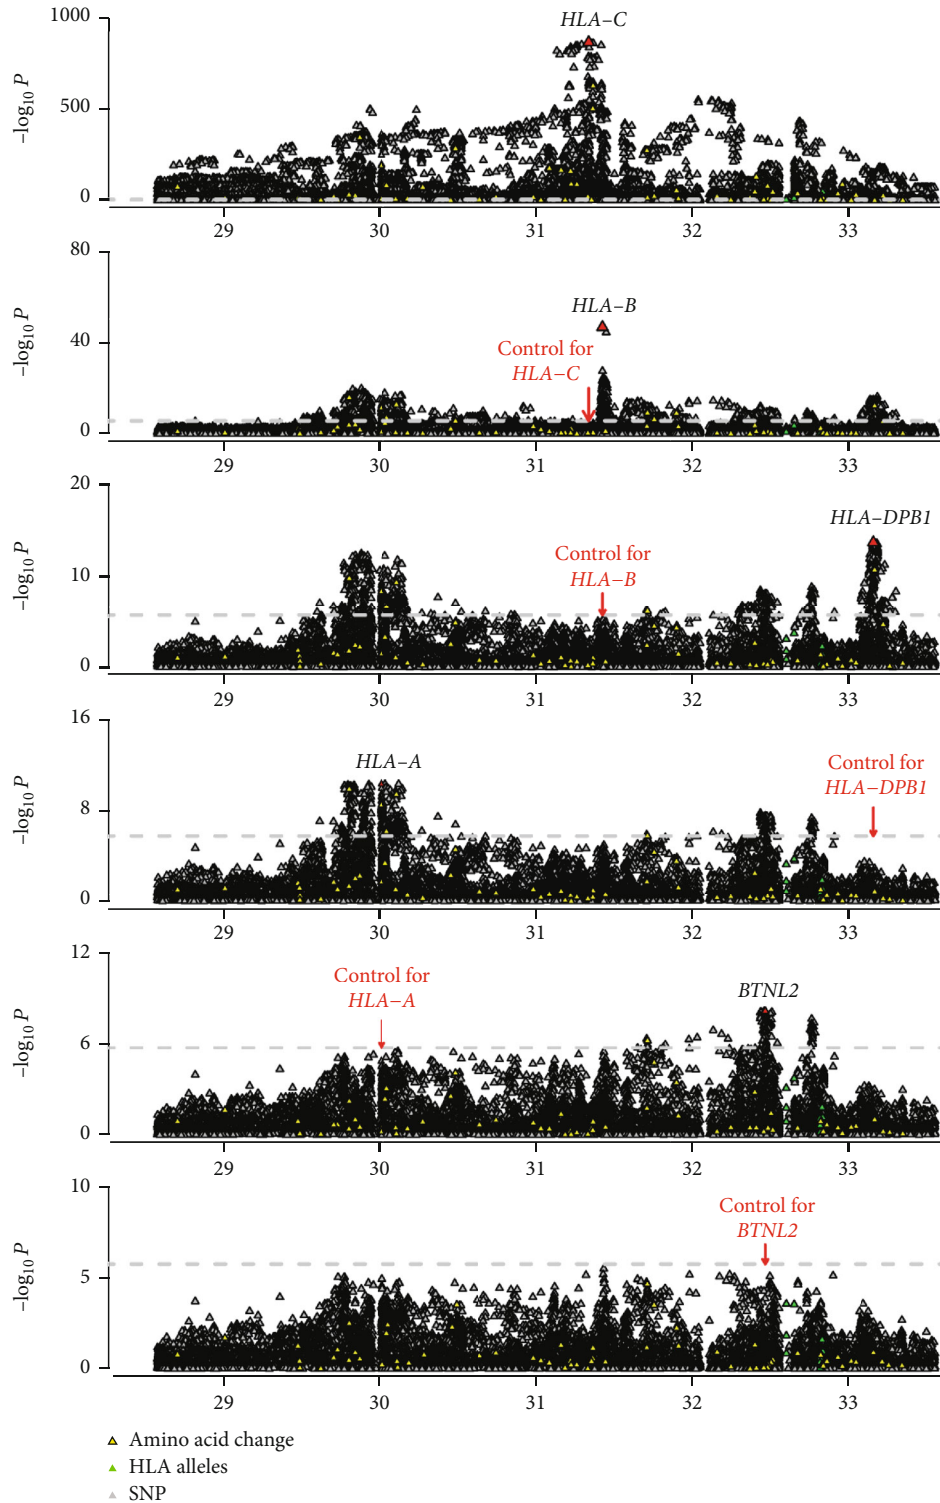 1000
HLA–C
−log10 P
500
0
29 30 31 32 33
80
HLA–B
−log10 P
40
Control for
HLA–C
0
29 30 31 32 33
20
HLA–DPB1
−log10 P
Control for
10
HLA–B
0
29 30 31 32 33
16
HLA–A
Control for
HLA–DPB1
−log10 P
8
0
29 30 31 32 33
12
Control for
HLA–A
BTNL2
−log10 P
6
0
29 30 31 32 33
10
Control for
BTNL2
−log10 P
5
0
29 30 31 32 33
Amino acid change
HLA alleles
SNP